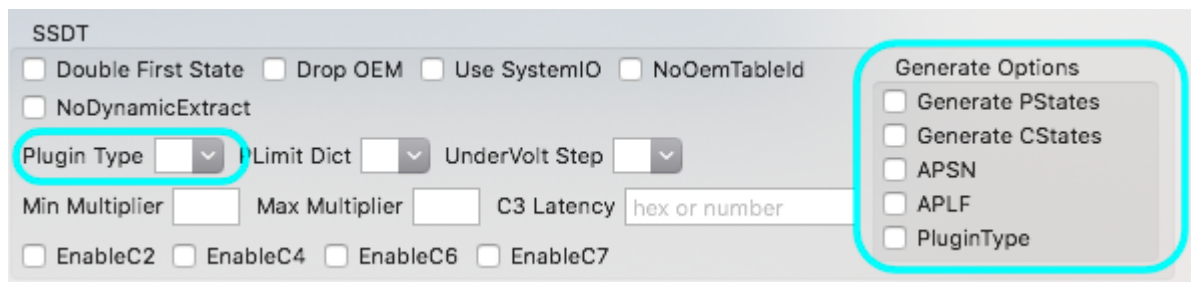 SSDT
Double First State Drop OEM Use SystemIO NoOemTableId
NoDynamicExtract
Plugin Type PLimit Dict UnderVolt Step
Min Multiplier Max Multiplier C3 Latency hex or number
EnableC2 EnableC4 EnableC6 EnableC7
Generate Options
Generate PStates
Generate CStates
APSN
APLF
PluginType